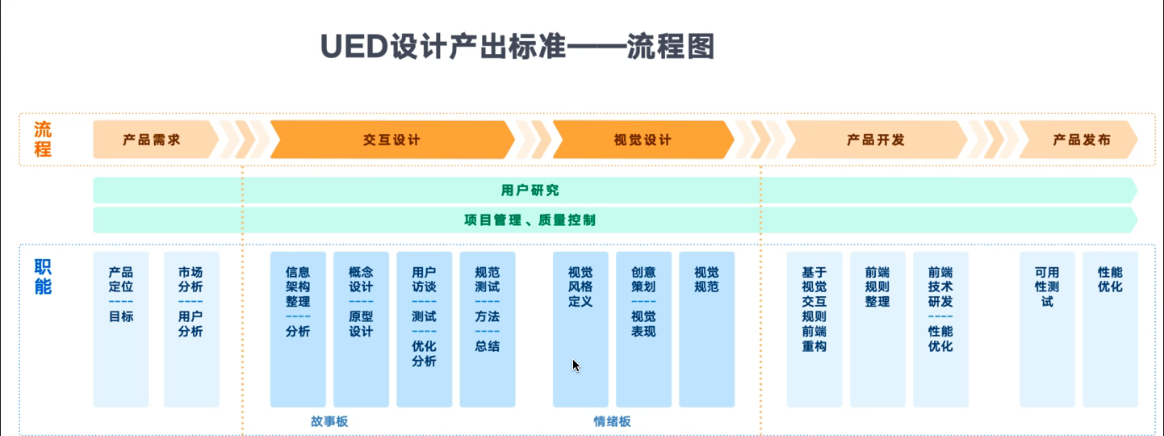 UED设计产出标准——流程图
流程
产品需求
交互设计
视觉设计
产品开发
产品发布
用户研究
项目管理、质量控制
职能
产品
定位
----
目标
市场
分析
----
用户
分析
信息
架构
整理
----
分析
概念
设计
----
原型
设计
用户
访谈
----
测试
----
优化
分析
规范
测试
----
方法
----
总结
视觉
风格
定义
创意
策划
----
视觉
表现
视觉
规范
基于
视觉
交互
规则
前端
重构
前端
规则
整理
前端
技术
研发
----
性能
优化
可用
性测
试
性能
优化
故事板
情绪板